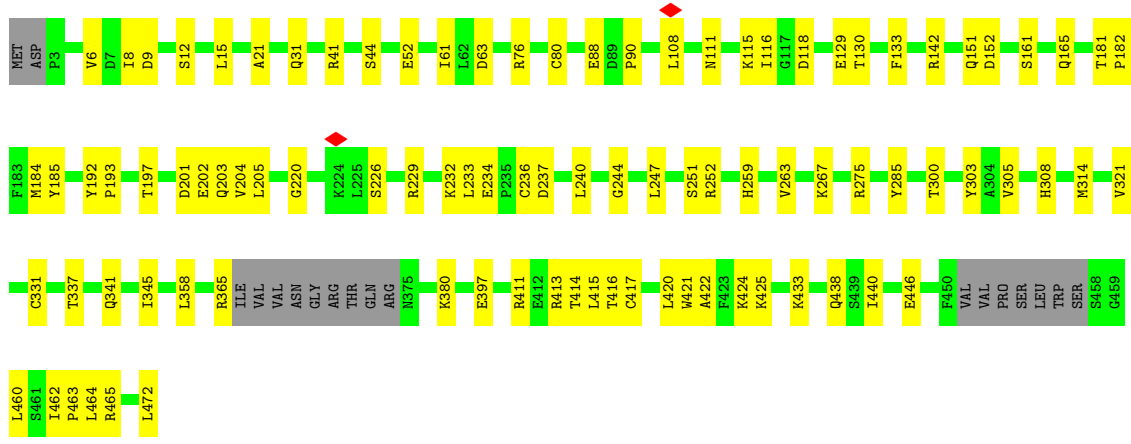 MET ASP P3 V6 D7 I8 D9 S12 L15 A21 Q31 R41 S44 E52 I61 L62 D63 R76 C80 E88 D89 P90 L108 N111 K115 I116 G117 D118 E129 T130 F133 R142 Q151 D152 S161 Q165 T181 P182
F183 M184 Y185 Y192 P193 T197 D201 E202 Q203 V204 L205 G220 K224 L225 S226 R229 K232 L233 E234 P235 C236 D237 L240 G244 L247 S251 R252 H259 V263 K267 R275 Y285 T300 Y303 A304 V305 H308 M314 V321
C331 T337 Q341 I345 L358 R365 ILE VAL VAL ASN GLY ARG THR GLN ARG N375 K380 E397 R411 E412 R413 T414 L415 T416 C417 L420 W421 A422 F423 K424 K425 K433 Q438 S439 I440 E446 F450 VAL VAL PRO SER LEU TRP SER S458 G459
L460 S461 I462 P463 L464 R465 L472